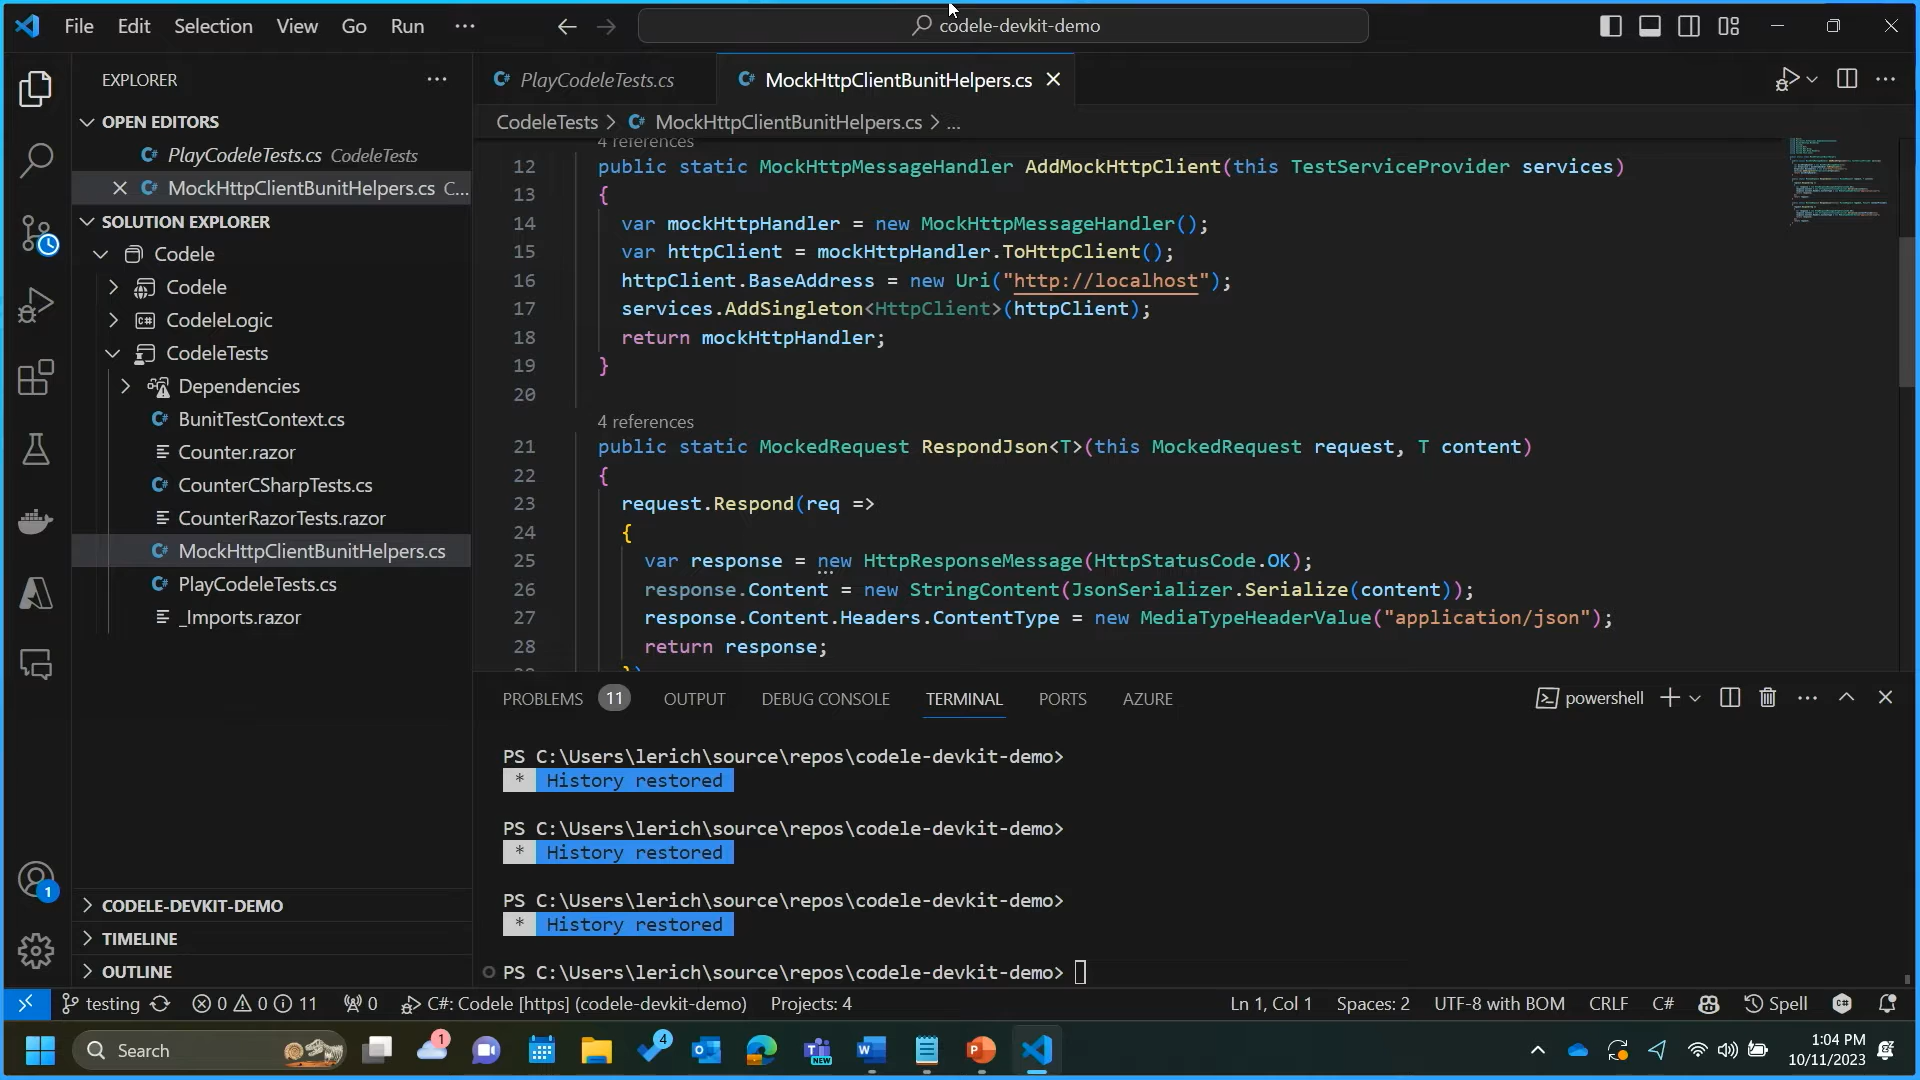 File Edit Selection View Go Run ···
codele-devkit-demo
EXPLORER ···
OPEN EDITORS
PlayCodeleTests.cs CodeleTests
MockHttpClientBunitHelpers.cs C...
SOLUTION EXPLORER
Codele
Codele
CodeleLogic
CodeleTests
Dependencies
BunitTestContext.cs
Counter.razor
CounterCSharpTests.cs
CounterRazorTests.razor
MockHttpClientBunitHelpers.cs
PlayCodeleTests.cs
_Imports.razor
CODELE-DEVKIT-DEMO
TIMELINE
OUTLINE
PlayCodeleTests.cs
MockHttpClientBunitHelpers.cs
CodeleTests > MockHttpClientBunitHelpers.cs > ...
4 references
12 public static MockHttpMessageHandler AddMockHttpClient(this TestServiceProvider services)
13 {
14 var mockHttpHandler = new MockHttpMessageHandler();
15 var httpClient = mockHttpHandler.ToHttpClient();
16 httpClient.BaseAddress = new Uri("http://localhost");
17 services.AddSingleton<HttpClient>(httpClient);
18 return mockHttpHandler;
19 }
20
4 references
21 public static MockedRequest RespondJson<T>(this MockedRequest request, T content)
22 {
23 request.Respond(req =>
24 {
25 var response = new HttpResponseMessage(HttpStatusCode.OK);
26 response.Content = new StringContent(JsonSerializer.Serialize(content));
27 response.Content.Headers.ContentType = new MediaTypeHeaderValue("application/json");
28 return response;
PROBLEMS 11 OUTPUT DEBUG CONSOLE TERMINAL PORTS AZURE
powershell
PS C:\Users\lerich\source\repos\codele-devkit-demo>
* History restored
PS C:\Users\lerich\source\repos\codele-devkit-demo>
* History restored
PS C:\Users\lerich\source\repos\codele-devkit-demo>
* History restored
PS C:\Users\lerich\source\repos\codele-devkit-demo>
1
testing 0 0 11 0 C#: Codele [https] (codele-devkit-demo) Projects: 4 Ln 1, Col 1 Spaces: 2 UTF-8 with BOM CRLF C# Spell
Search
1
4
NEW
1:04 PM
10/11/2023